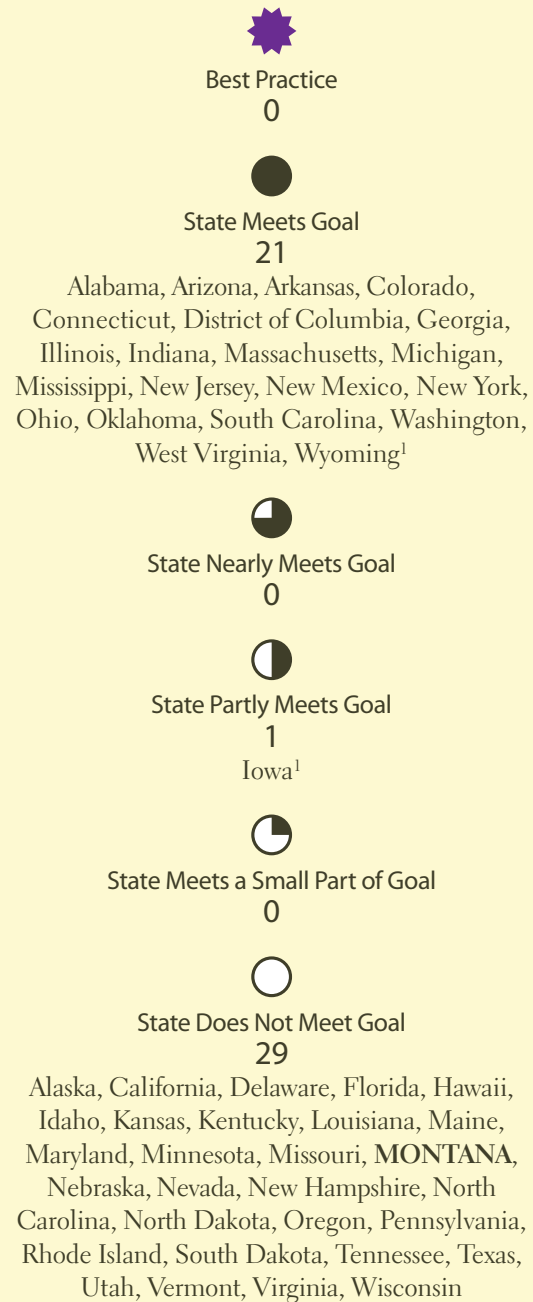 Best Practice
0
State Meets Goal
21
Alabama, Arizona, Arkansas, Colorado,
Connecticut, District of Columbia, Georgia,
Illinois, Indiana, Massachusetts, Michigan,
Mississippi, New Jersey, New Mexico, New York,
Ohio, Oklahoma, South Carolina, Washington,
West Virginia, Wyoming¹
State Nearly Meets Goal
0
State Partly Meets Goal
1
Iowa¹
State Meets a Small Part of Goal
0
State Does Not Meet Goal
29
Alaska, California, Delaware, Florida, Hawaii,
Idaho, Kansas, Kentucky, Louisiana, Maine,
Maryland, Minnesota, Missouri, MONTANA,
Nebraska, Nevada, New Hampshire, North
Carolina, North Dakota, Oregon, Pennsylvania,
Rhode Island, South Dakota, Tennessee, Texas,
Utah, Vermont, Virginia, Wisconsin